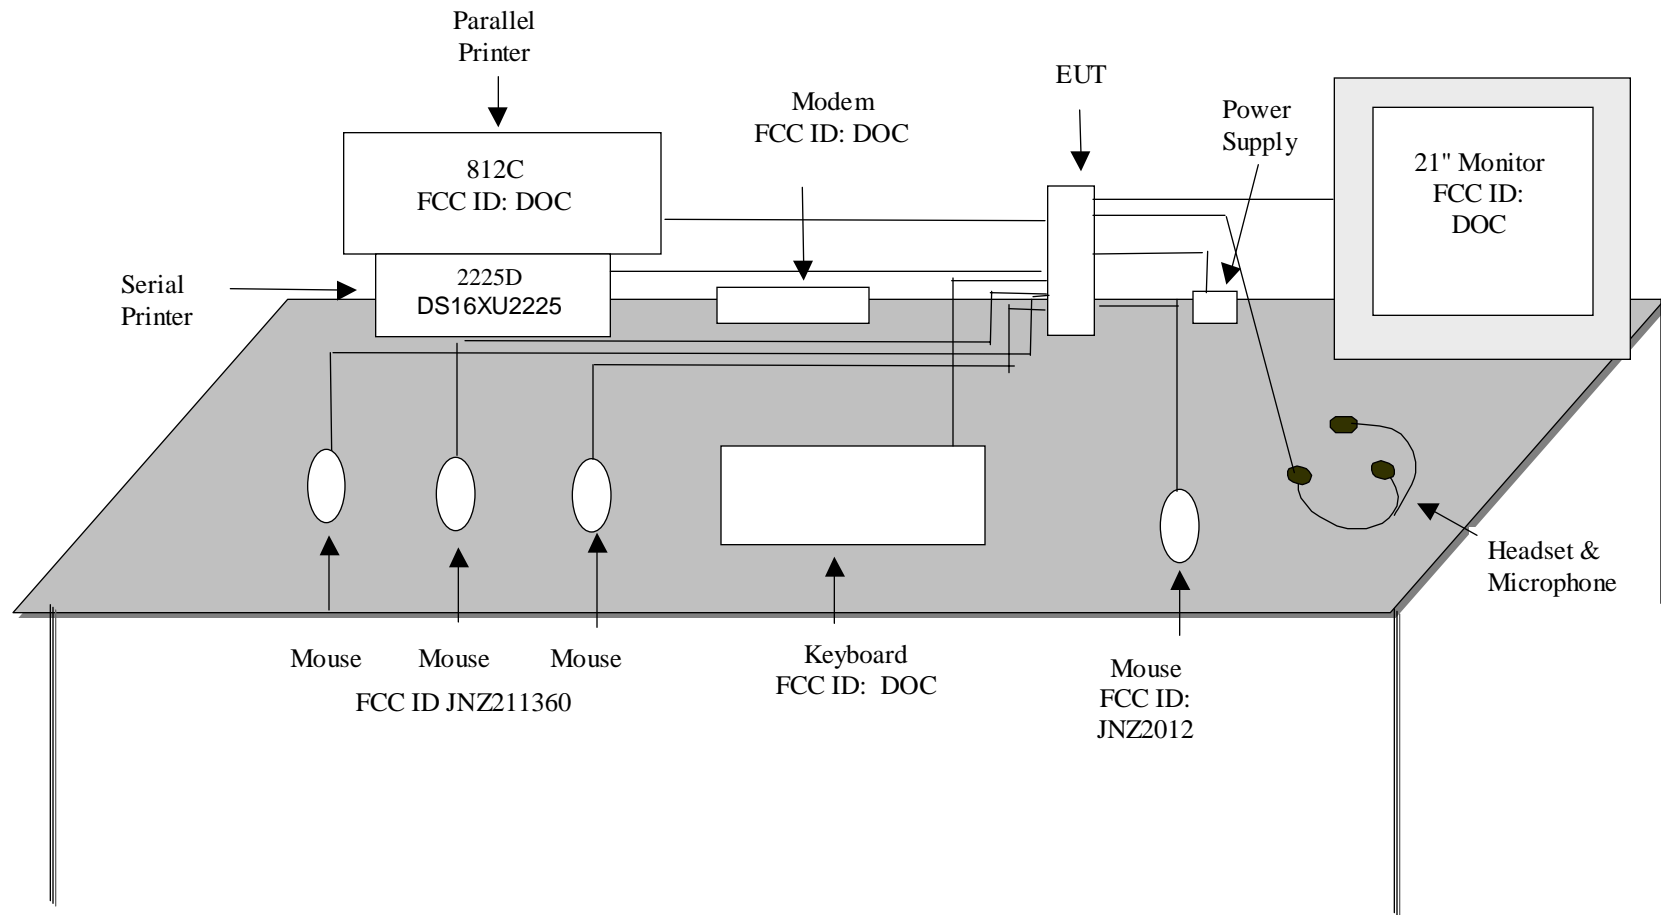 Parallel
Printer
EUT
Modem
FCC ID: DOC
Power
Supply
812C
FCC ID: DOC
21" Monitor
FCC ID:
DOC
Serial
Printer
2225D
DS16XU2225
Headset &
Microphone
Mouse
Mouse
Mouse
FCC ID JNZ211360
Keyboard
FCC ID: DOC
Mouse
FCC ID:
JNZ2012